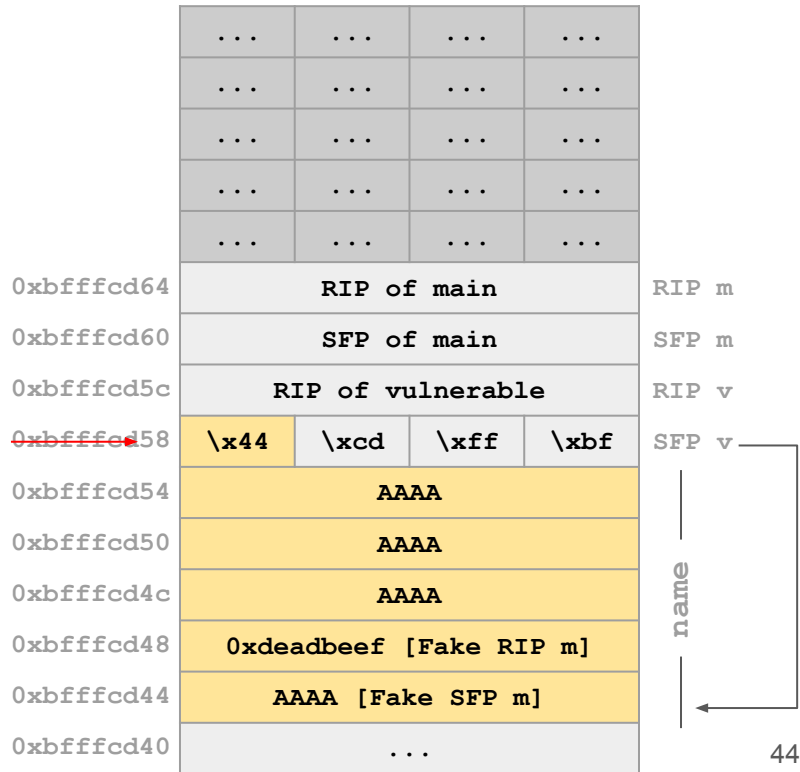 ... ... ... ...
... ... ... ...
... ... ... ...
... ... ... ...
... ... ... ...
0xbfffcd64 RIP of main RIP m
0xbfffcd60 SFP of main SFP m
0xbfffcd5c RIP of vulnerable RIP v
0xbfffcd58 \x44 \xcd \xff \xbf SFP v
0xbfffcd54 AAAA
0xbfffcd50 AAAA
0xbfffcd4c AAAA
name
0xbfffcd48 0xdeadbeef [Fake RIP m]
0xbfffcd44 AAAA [Fake SFP m]
0xbfffcd40 ...
44